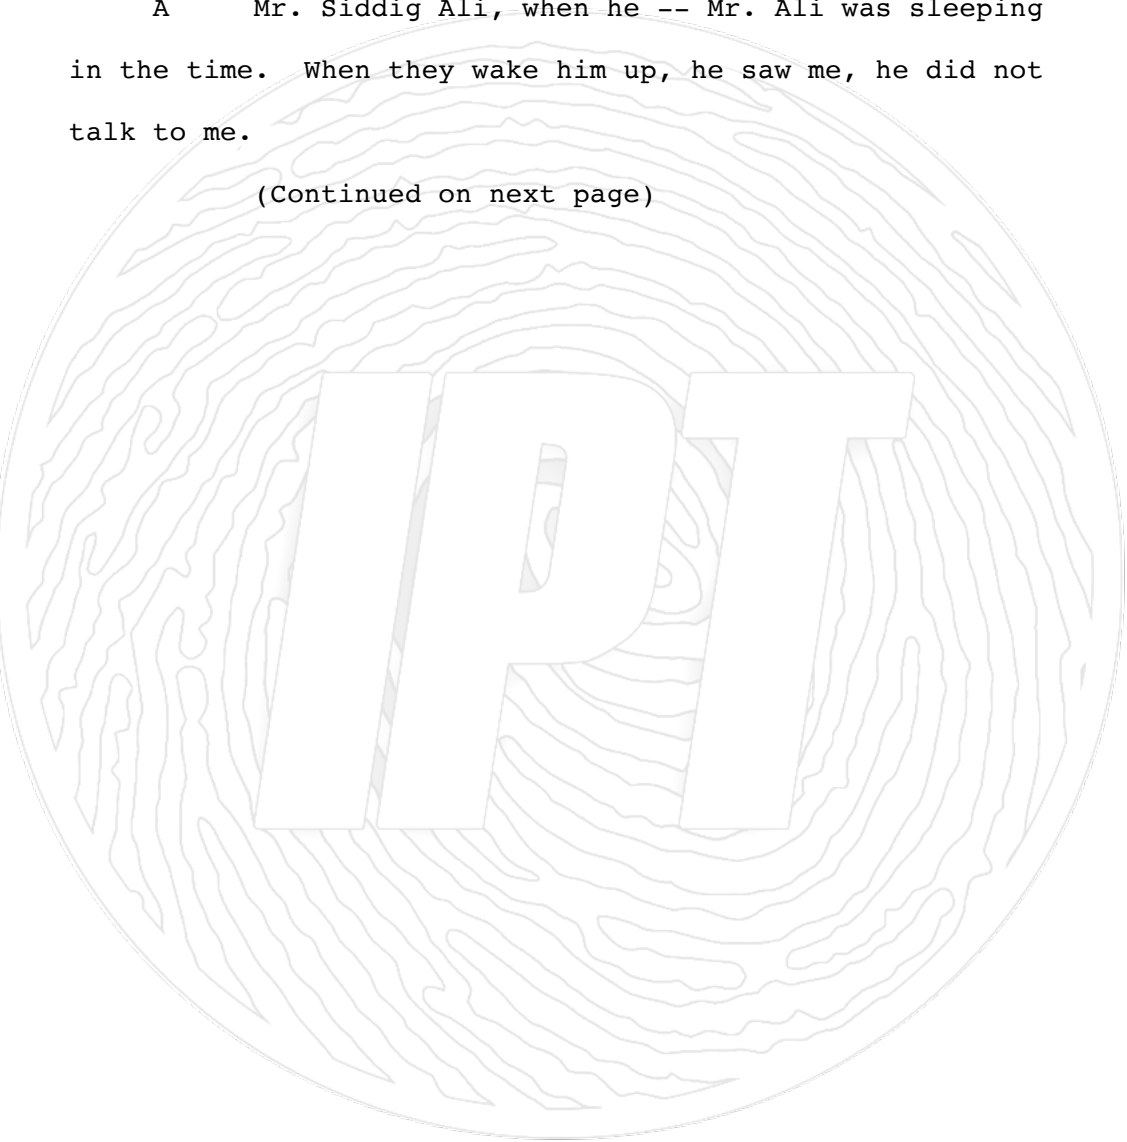 A Mr. Siddig Ali, when he -- Mr. Ali was sleeping
in the time. When they wake him up, he saw me, he did not
talk to me.
(Continued on next page)
IPT